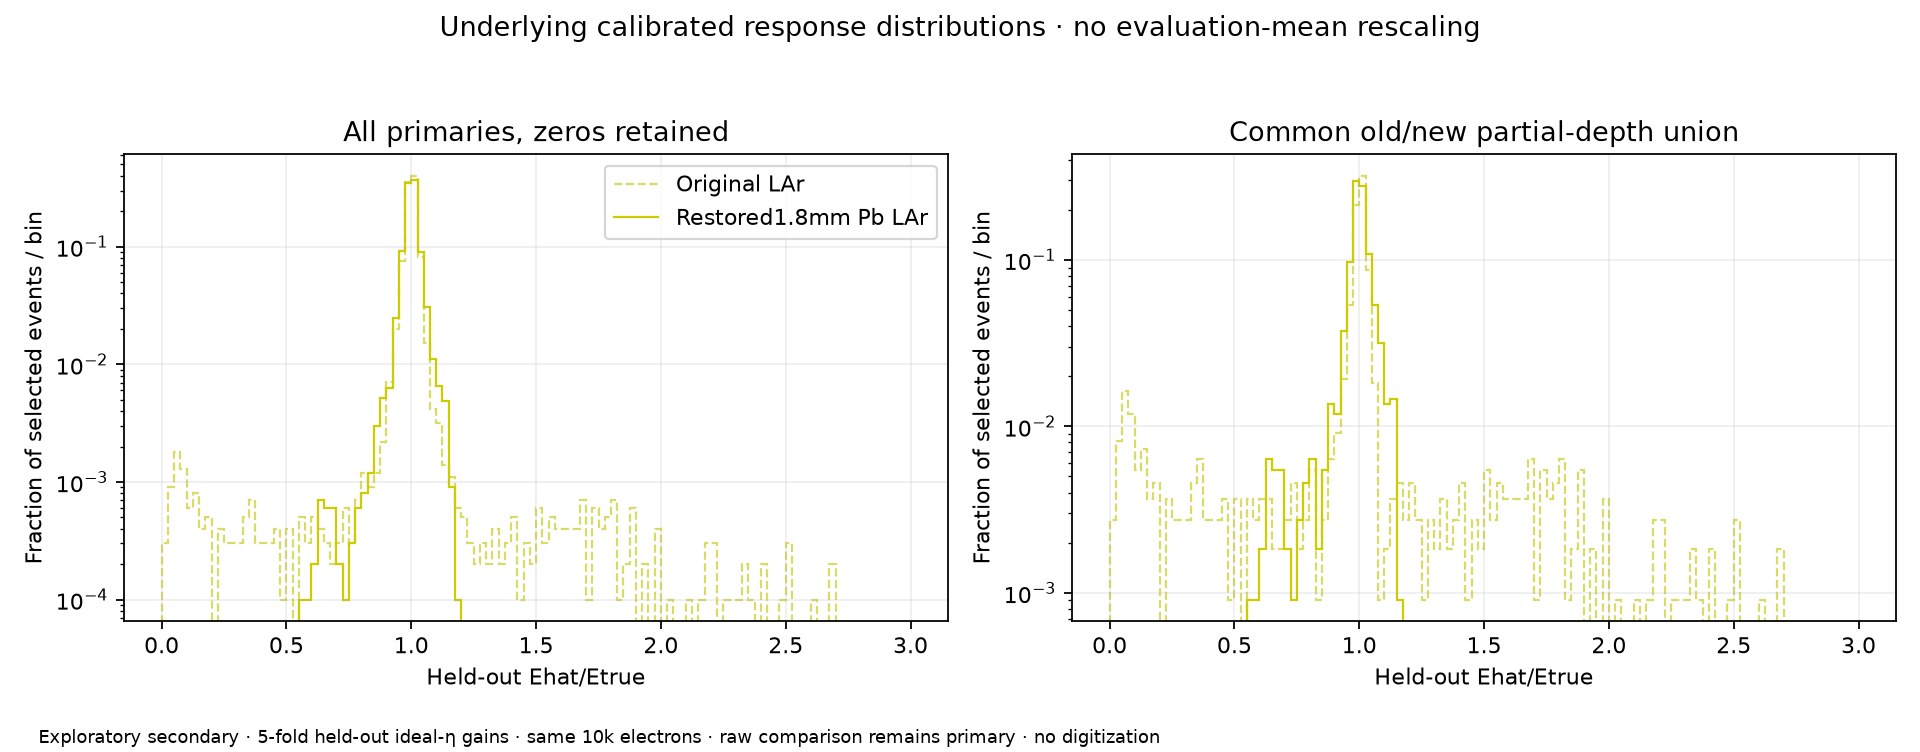 Underlying calibrated response distributions · no evaluation-mean rescaling
All primaries, zeros retained
Common old/new partial-depth union
Original LAr
Restored1.8mm Pb LAr
Fraction of selected events / bin
10⁻¹
10⁻²
10⁻³
10⁻⁴
0.0 0.5 1.0 1.5 2.0 2.5 3.0
Held-out Ehat/Etrue
Fraction of selected events / bin
10⁻¹
10⁻²
10⁻³
0.0 0.5 1.0 1.5 2.0 2.5 3.0
Held-out Ehat/Etrue
Exploratory secondary · 5-fold held-out ideal-η gains · same 10k electrons · raw comparison remains primary · no digitization